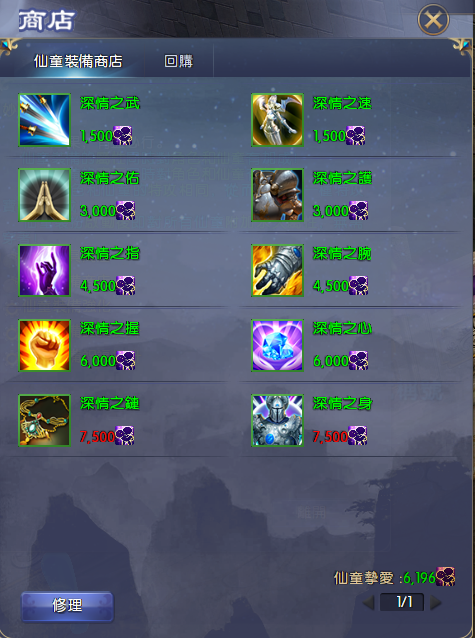 商店
仙童裝備商店 回購
深情之武 深情之速
1,500 1,500
深情之佑 深情之護
3,000 3,000
深情之指 深情之腕
4,500 4,500
深情之握 深情之心
6,000 6,000
深情之鏈 深情之身
7,500 7,500
仙童摯愛 :6,196
修理 1/1